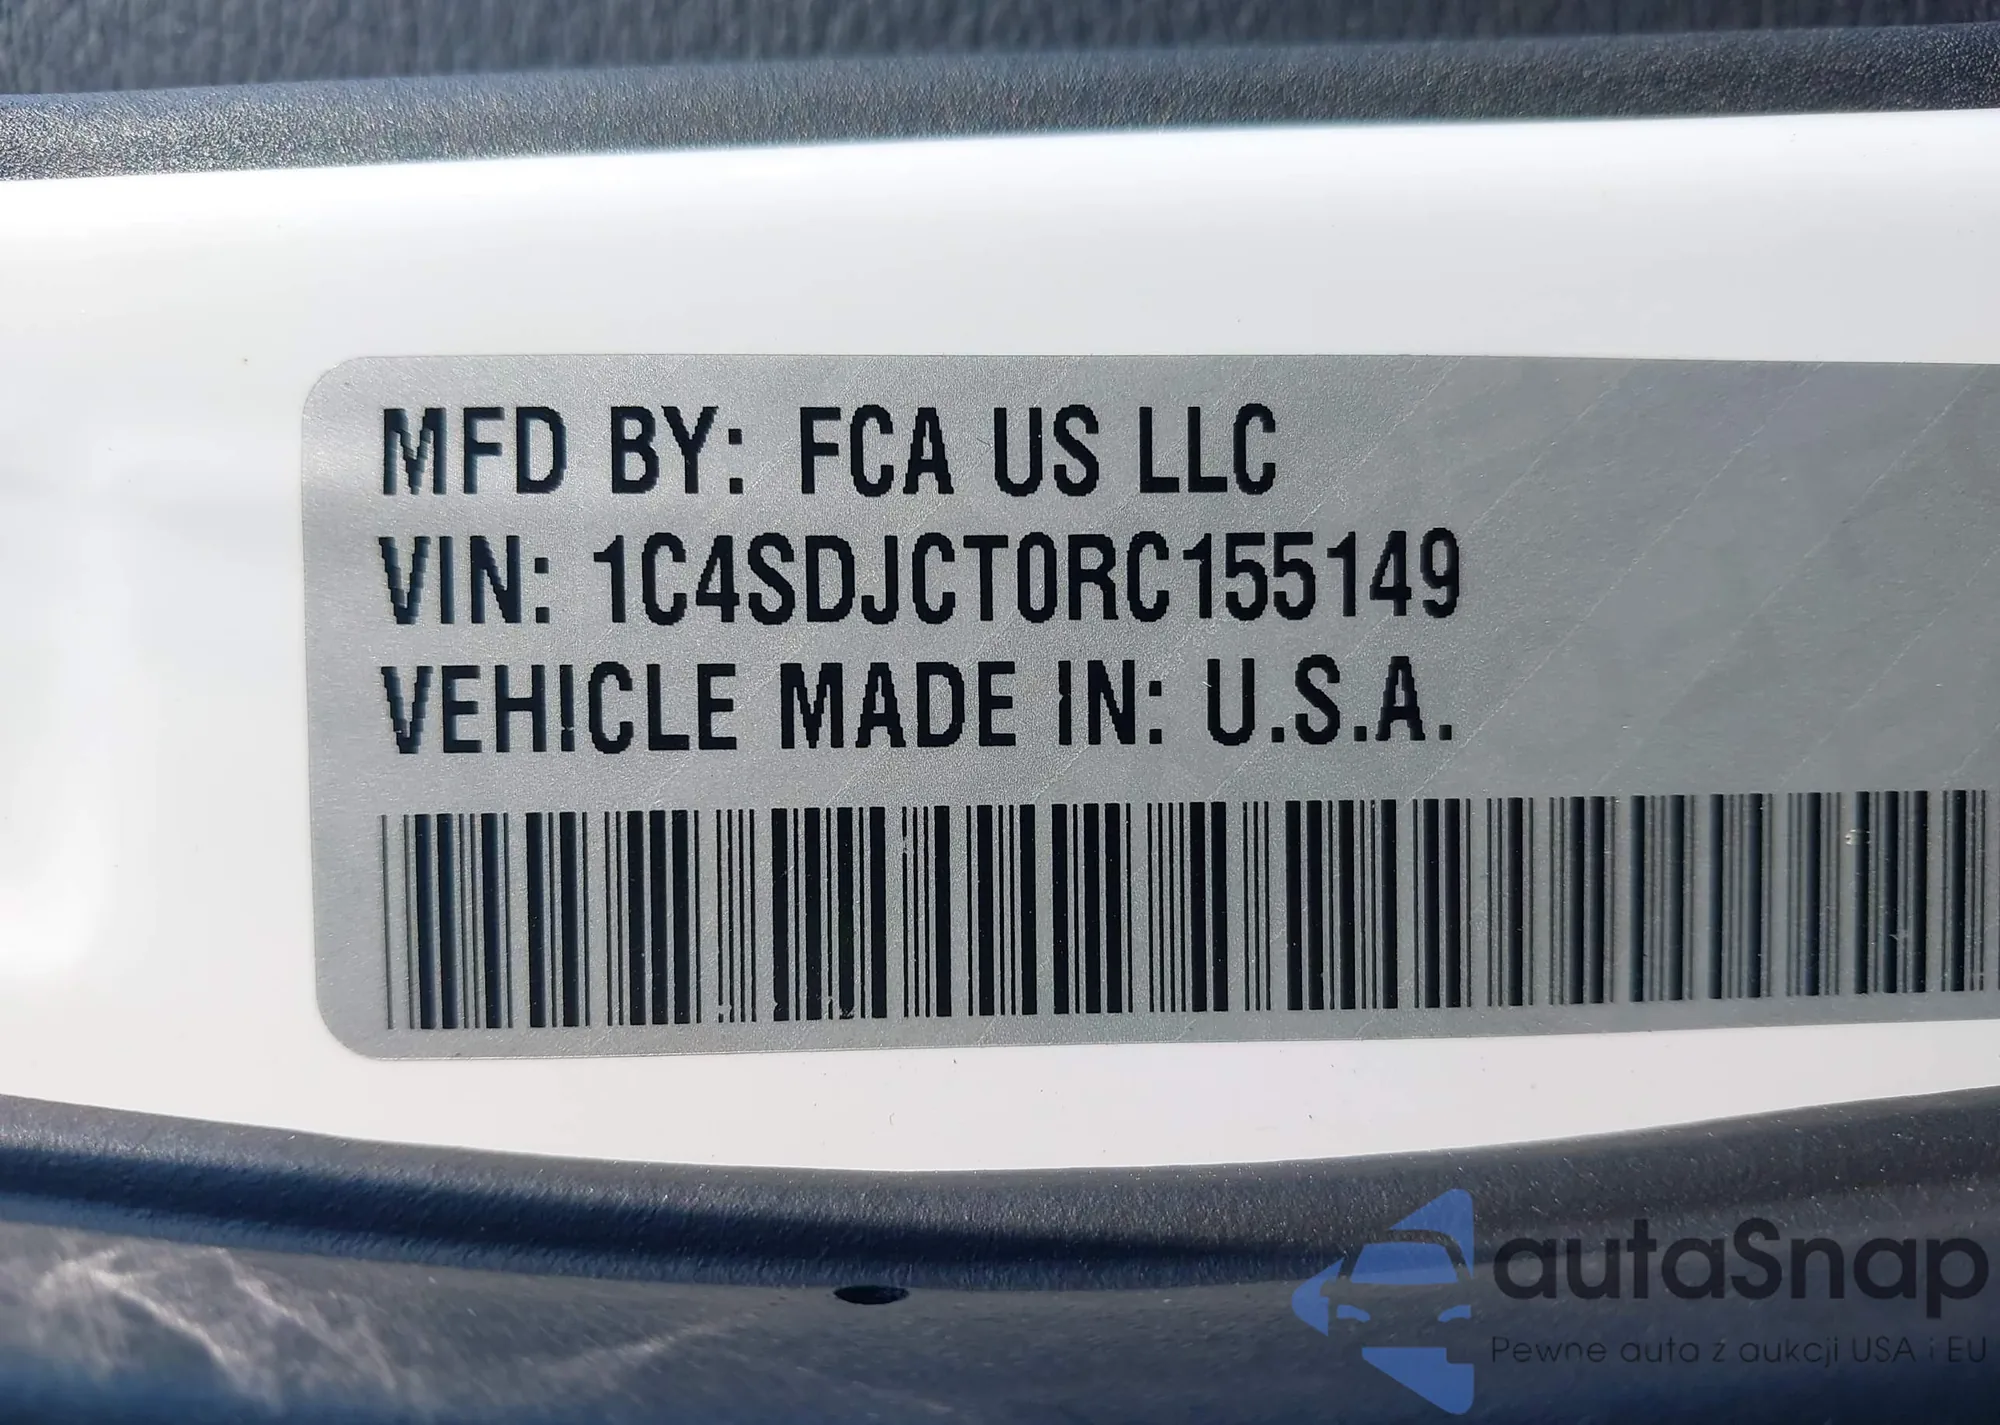 MFD BY: FCA US LLC
VIN: 1C4SDJCT0RC155149
VEHICLE MADE IN: U.S.A.
autaSnap
Pewne auta z aukcji USA i EU